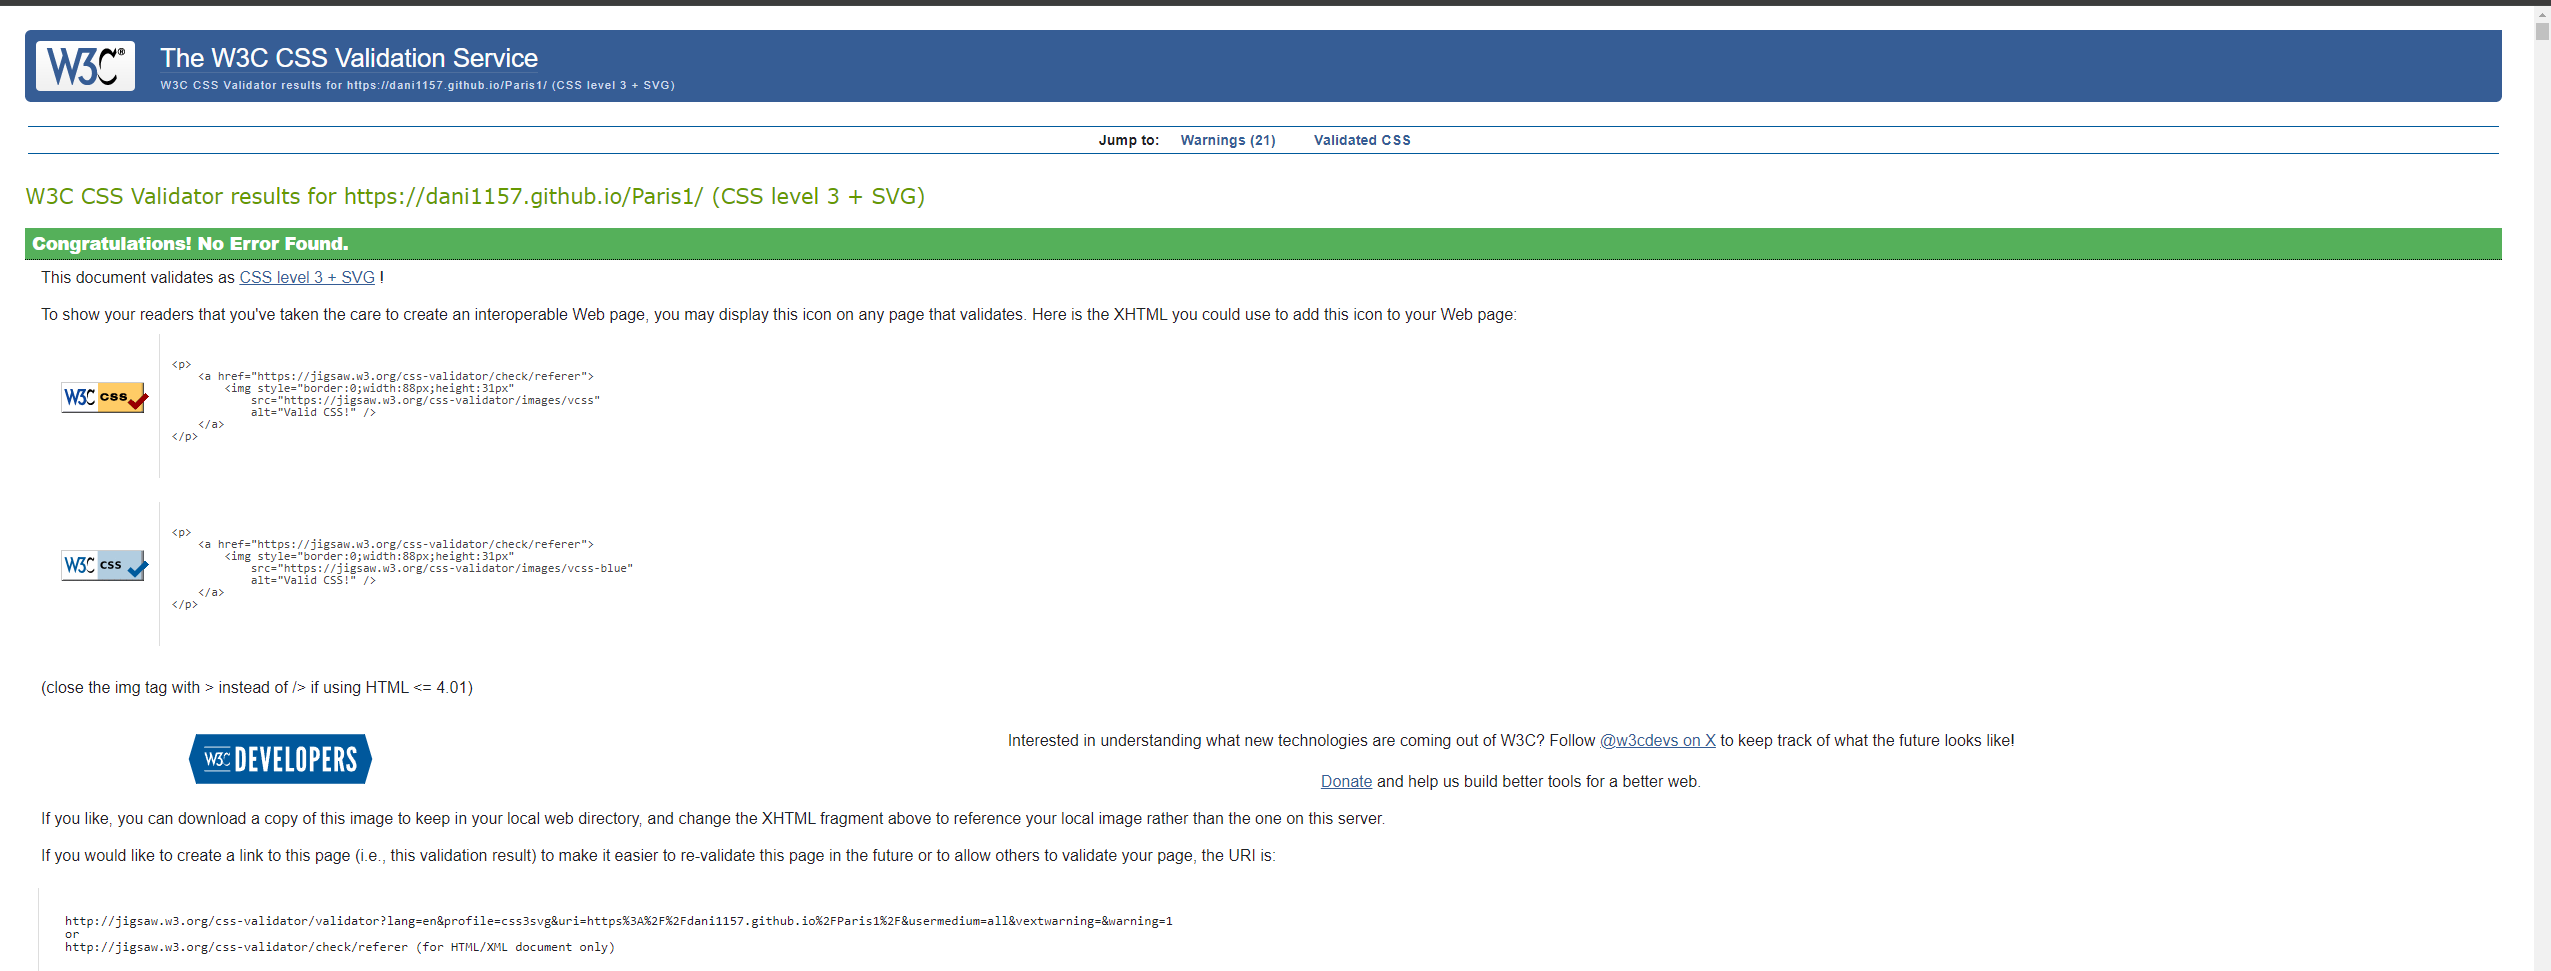 W3C®
The W3C CSS Validation Service
W3C CSS Validator results for https://dani1157.github.io/Paris1/ (CSS level 3 + SVG)
Jump to: Warnings (21) Validated CSS
W3C CSS Validator results for https://dani1157.github.io/Paris1/ (CSS level 3 + SVG)
Congratulations! No Error Found.
This document validates as CSS level 3 + SVG !
To show your readers that you've taken the care to create an interoperable Web page, you may display this icon on any page that validates. Here is the XHTML you could use to add this icon to your Web page:
<p>
<a href="https://jigsaw.w3.org/css-validator/check/referer">
<img style="border:0;width:88px;height:31px"
W3C css
src="https://jigsaw.w3.org/css-validator/images/vcss"
alt="Valid CSS!" />
</a>
</p>
<p>
<a href="https://jigsaw.w3.org/css-validator/check/referer">
<img style="border:0;width:88px;height:31px"
W3C css
src="https://jigsaw.w3.org/css-validator/images/vcss-blue"
alt="Valid CSS!" />
</a>
</p>
(close the img tag with > instead of /> if using HTML <= 4.01)
W3C DEVELOPERS
Interested in understanding what new technologies are coming out of W3C? Follow @w3cdevs on X to keep track of what the future looks like!
Donate and help us build better tools for a better web.
If you like, you can download a copy of this image to keep in your local web directory, and change the XHTML fragment above to reference your local image rather than the one on this server.
If you would like to create a link to this page (i.e., this validation result) to make it easier to re-validate this page in the future or to allow others to validate your page, the URI is:
http://jigsaw.w3.org/css-validator/validator?lang=en&profile=css3svg&uri=https%3A%2F%2Fdani1157.github.io%2FParis1%2F&usermedium=all&vextwarning=&warning=1
or
http://jigsaw.w3.org/css-validator/check/referer (for HTML/XML document only)